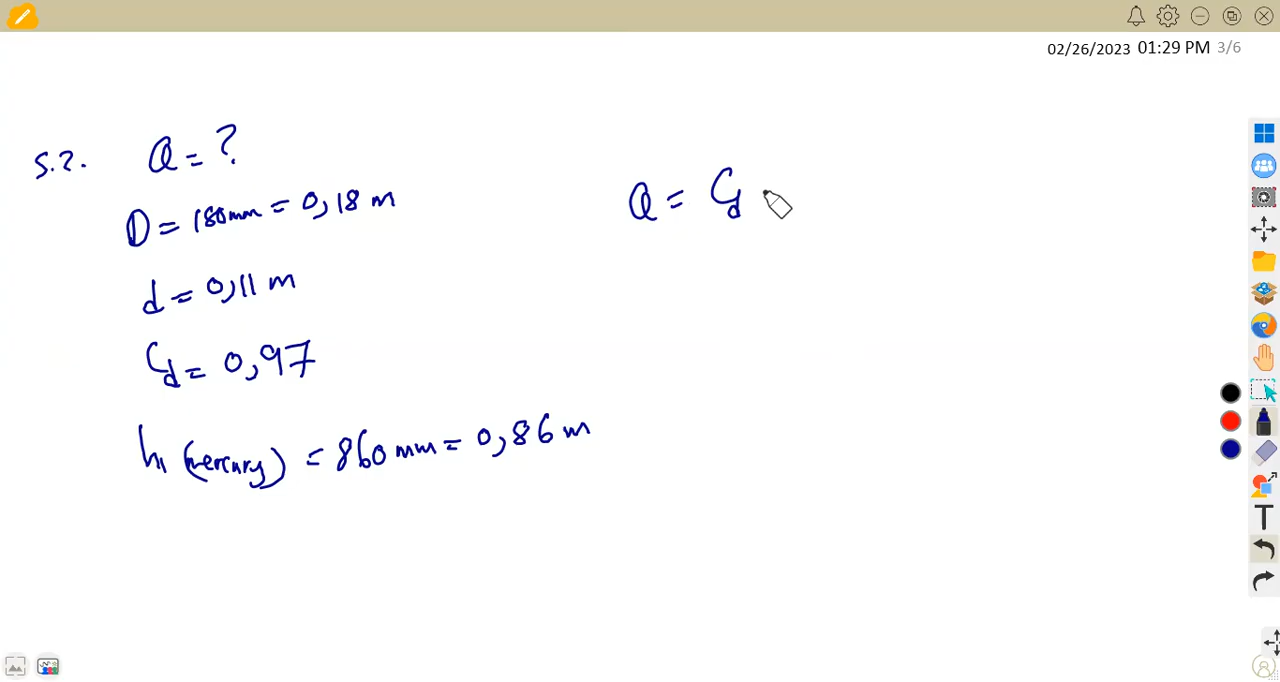 02/26/2023 01:29 PM 3/6
5.2. Q = ?
D = 180mm = 0,18 m
Q = Cd
d = 0,11 m
Cd = 0,97
h1 (mercury) = 860 mm = 0,86 m
T